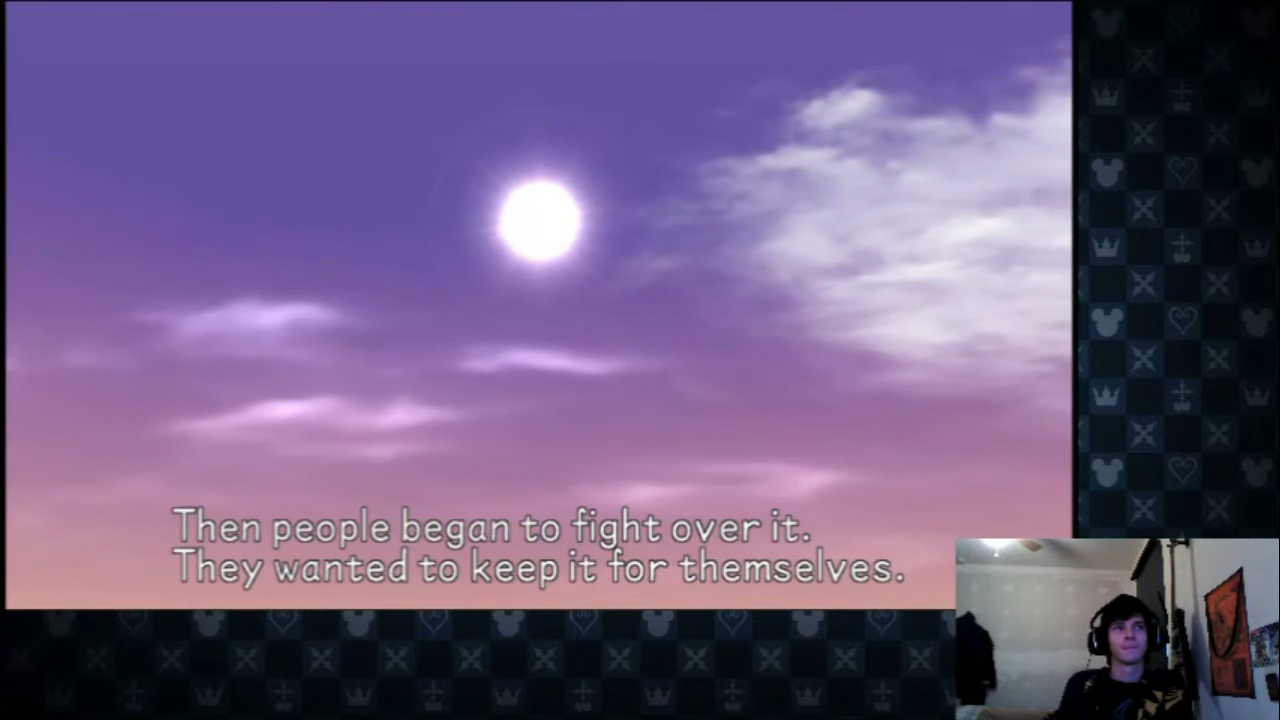 Then people began to fight over it.
They wanted to keep it for themselves.